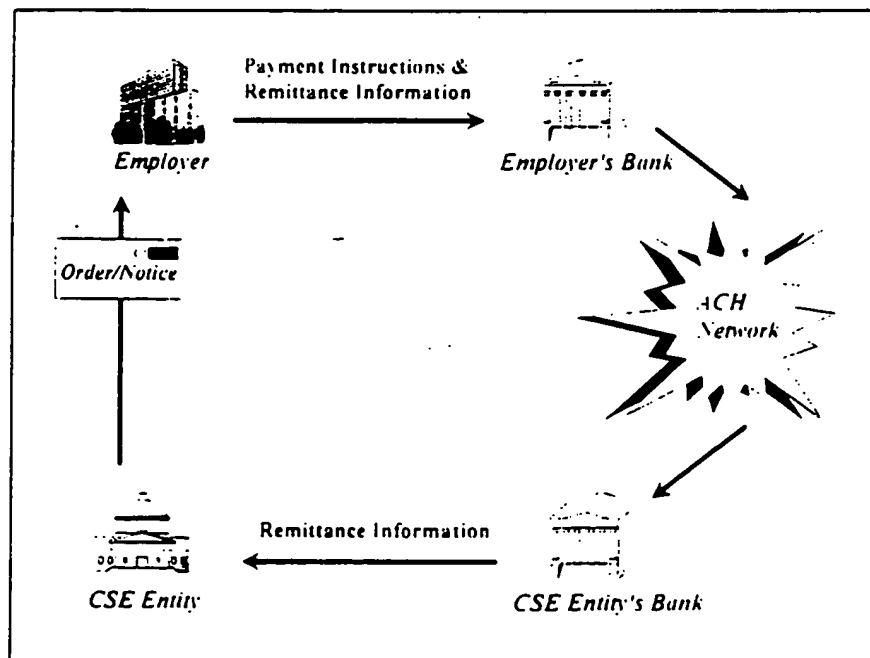 Payment Instructions &
Remittance Information
Employer
Employer's Bank
Order/Notice
ACH
Network
Remittance Information
CSE Entity
CSE Entity's Bank